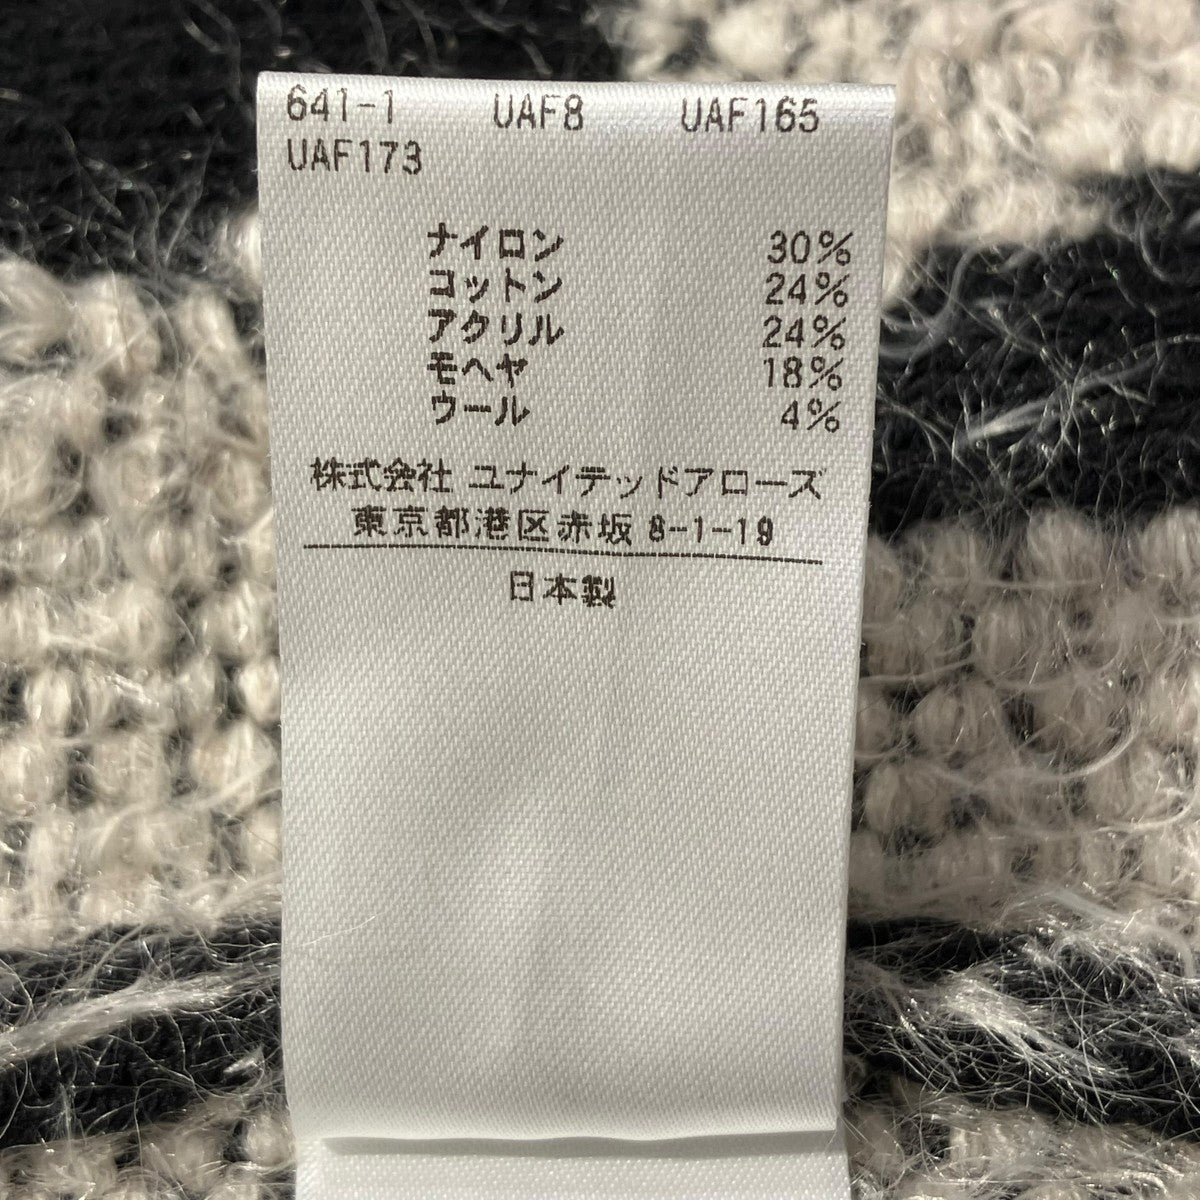 641-1 UAF8 UAF165
UAF173
ナイロン 30%
コットン 24%
アクリル 24%
モヘヤ 18%
ウール 4%
株式会社 ユナイテッドアローズ
東京都港区赤坂 8-1-19
日本製